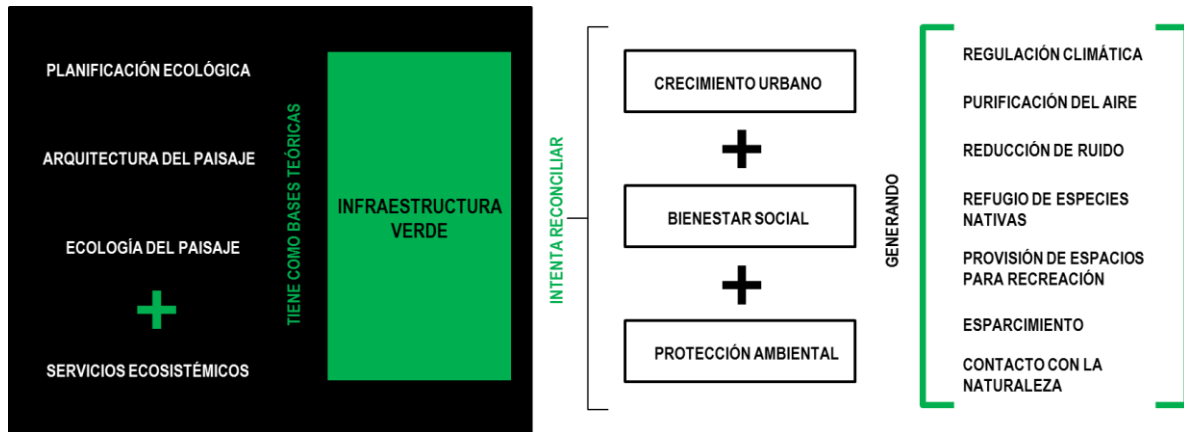 PLANIFICACIÓN ECOLÓGICA
ARQUITECTURA DEL PAISAJE
ECOLOGÍA DEL PAISAJE
+
SERVICIOS ECOSISTÉMICOS
TIENE COMO BASES TEÓRICAS
INFRAESTRUCTURA
VERDE
INTENTA RECONCILIAR
CRECIMIENTO URBANO
+
BIENESTAR SOCIAL
+
PROTECCIÓN AMBIENTAL
GENERANDO
REGULACIÓN CLIMÁTICA
PURIFICACIÓN DEL AIRE
REDUCCIÓN DE RUIDO
REFUGIO DE ESPECIES
NATIVAS
PROVISIÓN DE ESPACIOS
PARA RECREACIÓN
ESPARCIMIENTO
CONTACTO CON LA
NATURALEZA